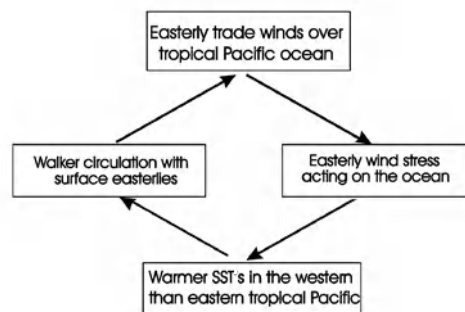 Easterly trade winds over
tropical Pacific ocean
Walker circulation with
surface easterlies
Easterly wind stress
acting on the ocean
Warmer SST's in the western
than eastern tropical Pacific